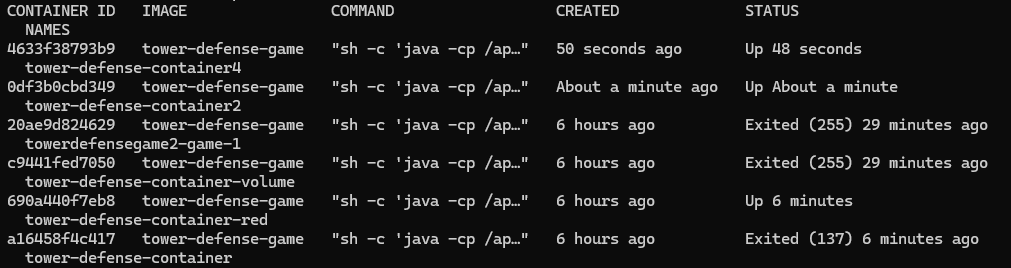 CONTAINER ID   IMAGE                COMMAND                 CREATED              STATUS
  NAMES
4633f38793b9   tower-defense-game   "sh -c 'java -cp /ap…"   50 seconds ago       Up 48 seconds
  tower-defense-container4
0df3b0cbd349   tower-defense-game   "sh -c 'java -cp /ap…"   About a minute ago   Up About a minute
  tower-defense-container2
20ae9d824629   tower-defense-game   "sh -c 'java -cp /ap…"   6 hours ago          Exited (255) 29 minutes ago
  towerdefensegame2-game-1
c9441fed7050   tower-defense-game   "sh -c 'java -cp /ap…"   6 hours ago          Exited (255) 29 minutes ago
  tower-defense-container-volume
690a440f7eb8   tower-defense-game   "sh -c 'java -cp /ap…"   6 hours ago          Up 6 minutes
  tower-defense-container-red
a16458f4c417   tower-defense-game   "sh -c 'java -cp /ap…"   6 hours ago          Exited (137) 6 minutes ago
  tower-defense-container